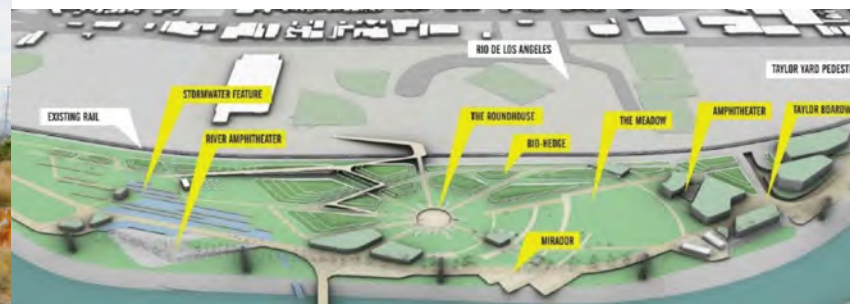 RIO DE LOS ANGELES
TAYLOR YARD PEDEST
STORMWATER FEATURE
EXISTING RAIL
THE ROUNDHOUSE
THE MEADOW
AMPHITHEATER
TAYLOR BOARDW
RIVER AMPITHEATER
BIO-HEDGE
MIRADOR